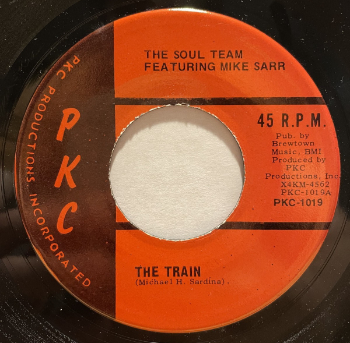 THE SOUL TEAM
FEATURING MIKE SARR
PKC PRODUCTIONS, INCORPORATED
PKC
45 R.P.M.
Pub. by
Brewtown
Music, BMI
Produced by
PKC
Productions, Inc.
X4KM-4562
PKC-1019A
PKC-1019
THE TRAIN
(Michael H. Sardina)